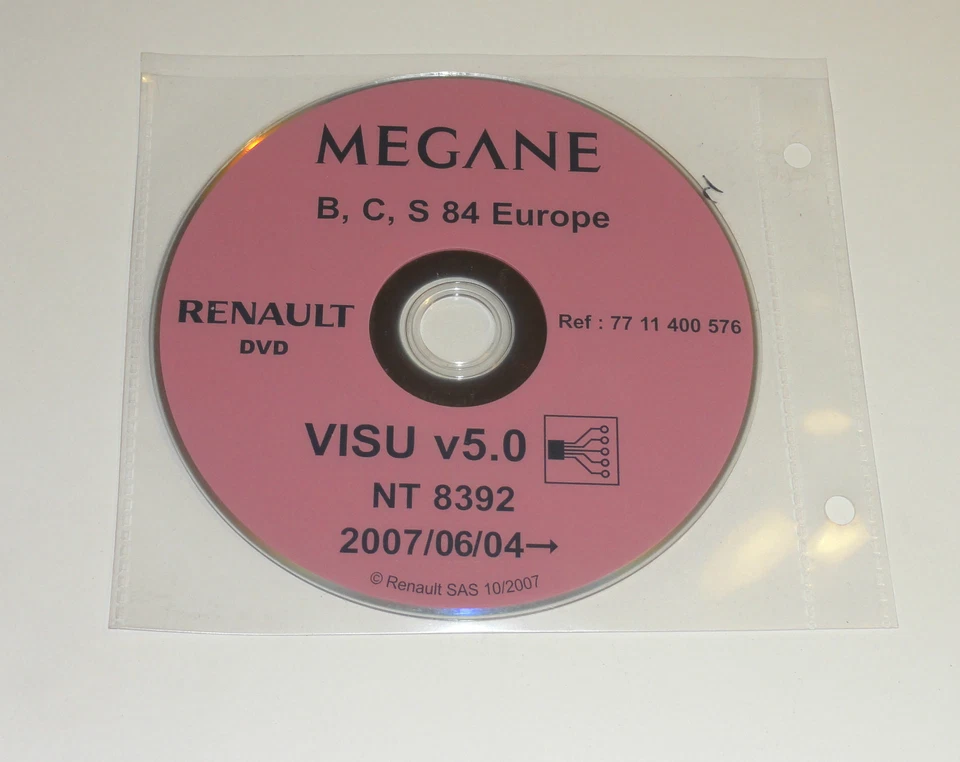 MEGANE
B, C, S 84 Europe
RENAULT
DVD
Ref : 77 11 400 576
VISU v5.0
NT 8392
2007/06/04→
© Renault SAS 10/2007